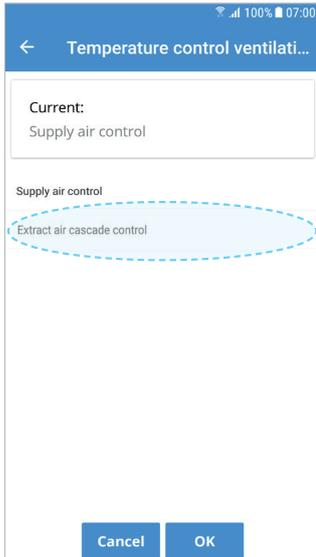 100% 07:00
Temperature control ventilati...
Current:
Supply air control
Supply air control
Extract air cascade control
Cancel OK